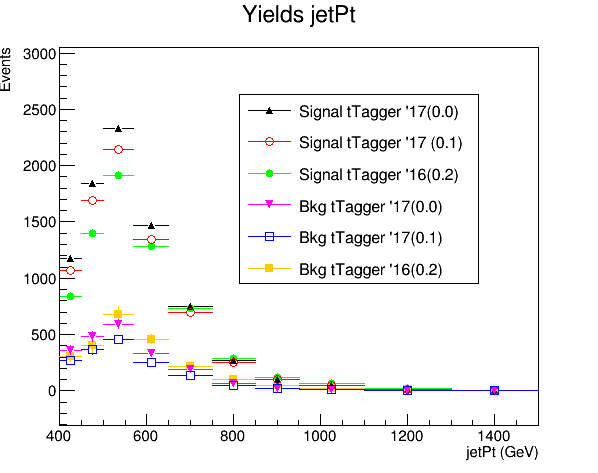 Yields jetPt
Events
3000
2500
2000
1500
1000
500
0
Signal tTagger '17(0.0)
Signal tTagger '17 (0.1)
Signal tTagger '16(0.2)
Bkg tTagger '17(0.0)
Bkg tTagger '17(0.1)
Bkg tTagger '16(0.2)
400 600 800 1000 1200 1400
jetPt (GeV)